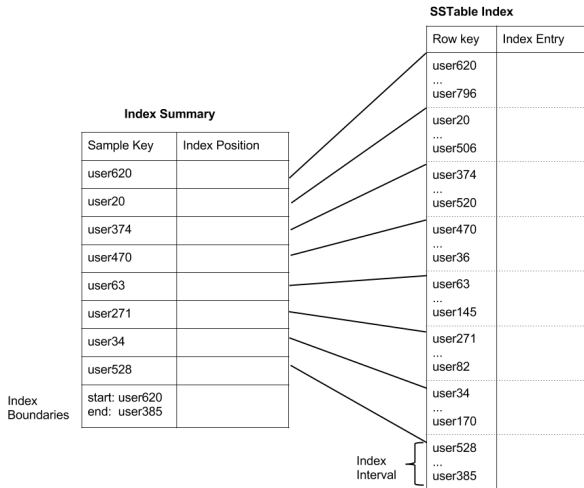 SSTable Index
Row key Index Entry
user620
...
user796
user20
...
user506
user374
...
user520
user470
...
user36
user63
...
user145
user271
...
user82
user34
...
user170
user528
...
user385
Index Summary
Sample Key Index Position
user620
user20
user374
user470
user63
user271
user34
user528
start: user620
end: user385
Index
Boundaries
Index
Interval